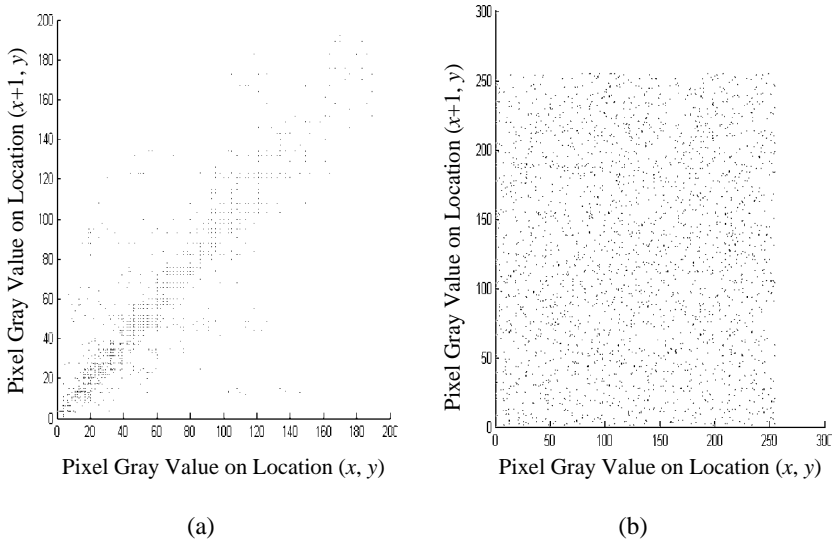 200
180
160
140
120
100
80
60
40
20
0
0 20 40 60 80 100 120 140 160 180 200
Pixel Gray Value on Location (x+1, y)
Pixel Gray Value on Location (x, y)
(a)
300
250
200
150
100
50
0
0 50 100 150 200 250 300
Pixel Gray Value on Location (x+1, y)
Pixel Gray Value on Location (x, y)
(b)